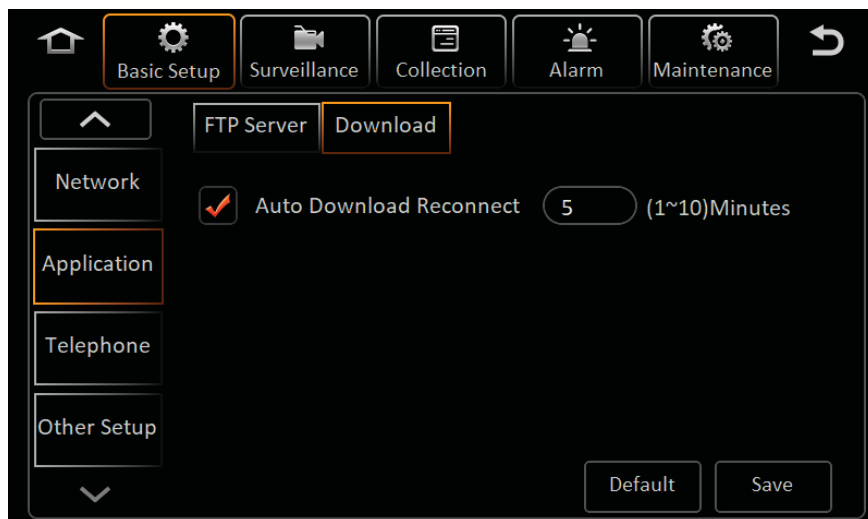 Basic Setup
Surveillance
Collection
Alarm
Maintenance
FTP Server
Download
Network
Auto Download Reconnect 5 (1~10)Minutes
Application
Telephone
Other Setup
Default
Save